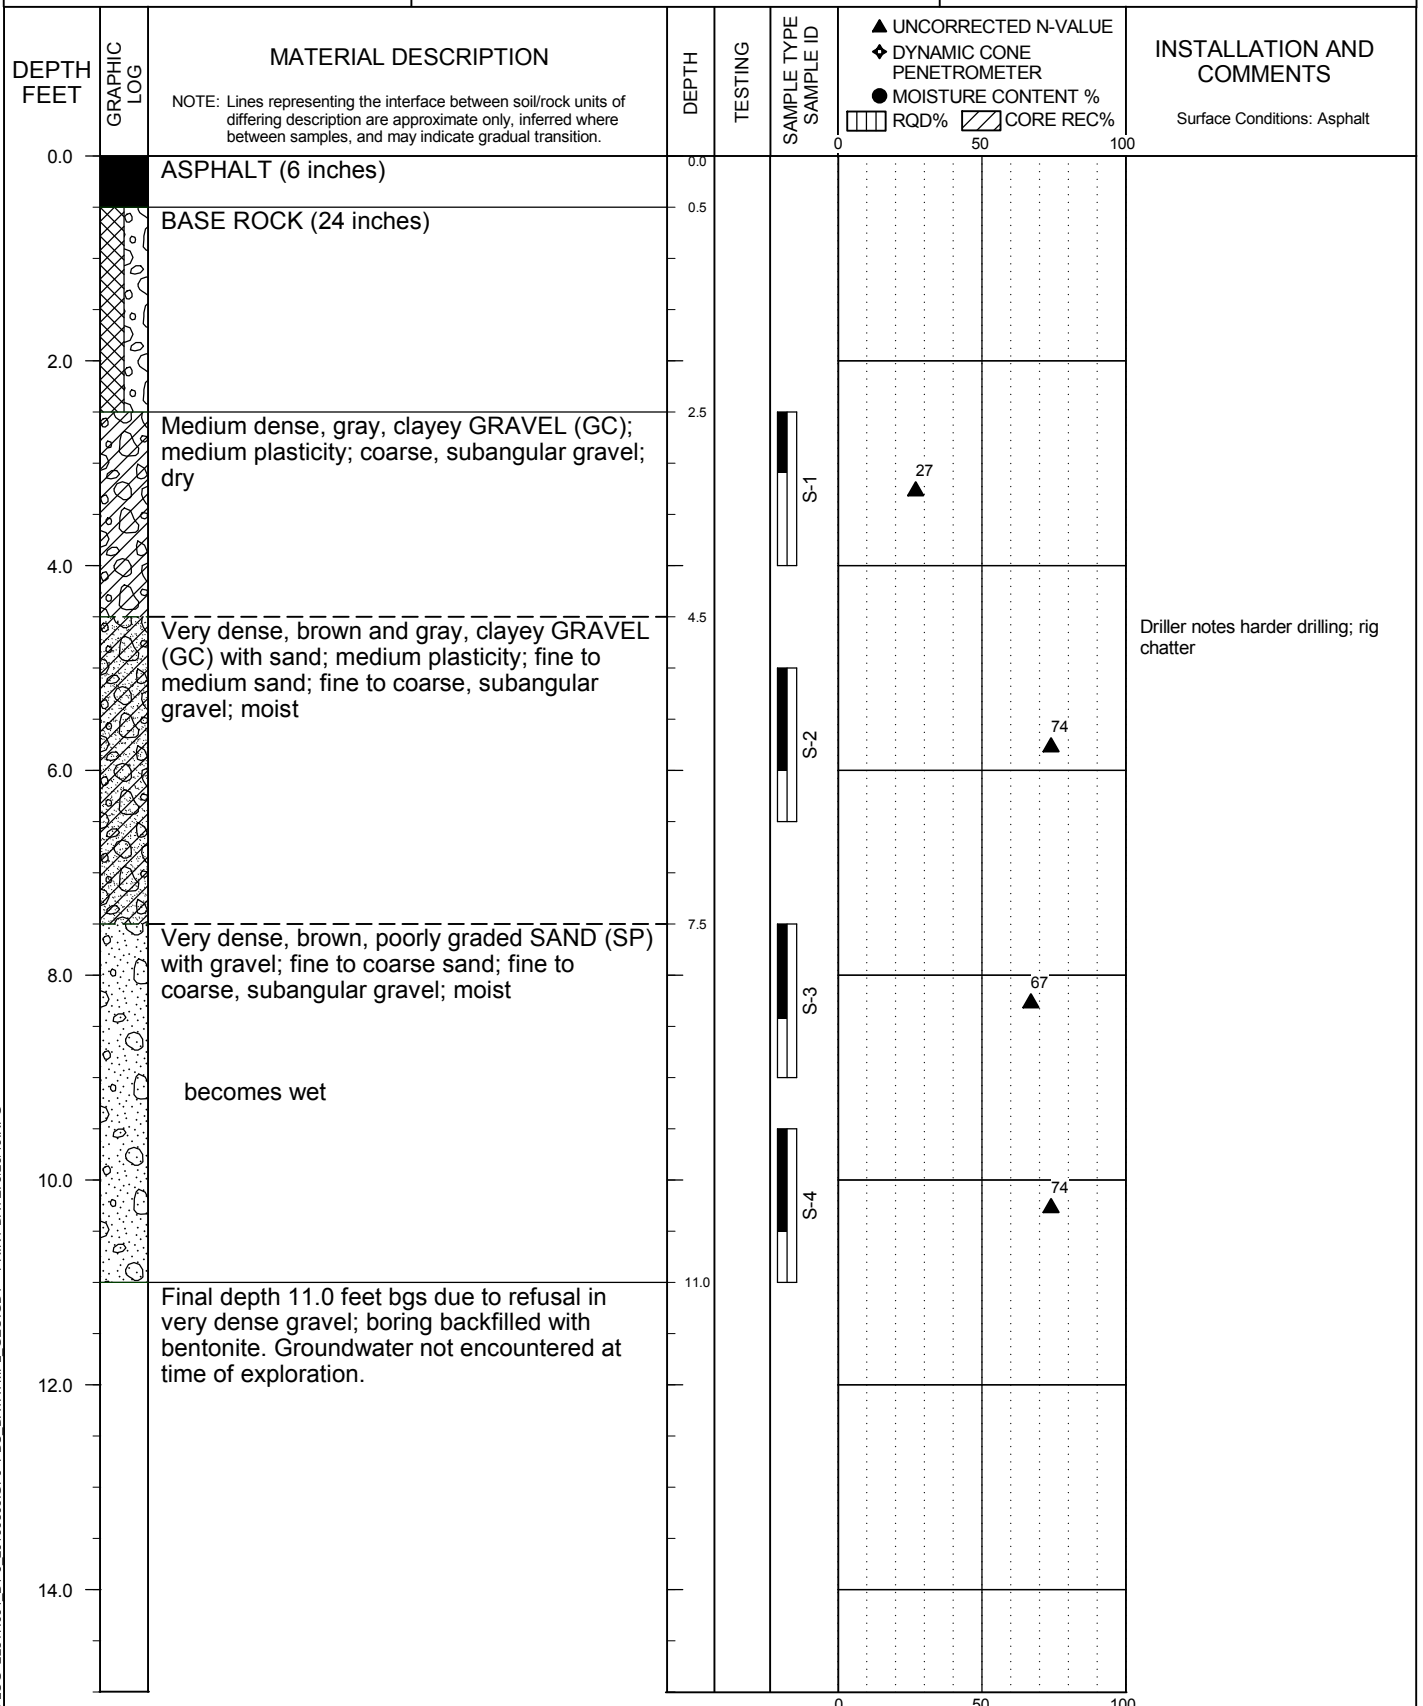 DEPTH
FEET
GRAPHIC
LOG
MATERIAL DESCRIPTION
NOTE: Lines representing the interface between soil/rock units of
differing description are approximate only, inferred where
between samples, and may indicate gradual transition.
DEPTH
TESTING
SAMPLE TYPE
SAMPLE ID
▲ UNCORRECTED N-VALUE
DYNAMIC CONE
PENETROMETER
● MOISTURE CONTENT %
RQD% CORE REC%
0 50 100
INSTALLATION AND
COMMENTS
Surface Conditions: Asphalt
0.0
ASPHALT (6 inches)
0.0
0.5
BASE ROCK (24 inches)
2.0
2.5
Medium dense, gray, clayey GRAVEL (GC);
medium plasticity; coarse, subangular gravel;
dry
S-1
27
4.0
4.5
Very dense, brown and gray, clayey GRAVEL
(GC) with sand; medium plasticity; fine to
medium sand; fine to coarse, subangular
gravel; moist
Driller notes harder drilling; rig
chatter
S-2
74
6.0
7.5
Very dense, brown, poorly graded SAND (SP)
with gravel; fine to coarse sand; fine to
coarse, subangular gravel; moist
8.0
S-3
67
becomes wet
10.0
S-4
74
11.0
Final depth 11.0 feet bgs due to refusal in
very dense gravel; boring backfilled with
bentonite. Groundwater not encountered at
time of exploration.
12.0
14.0
0 50 100